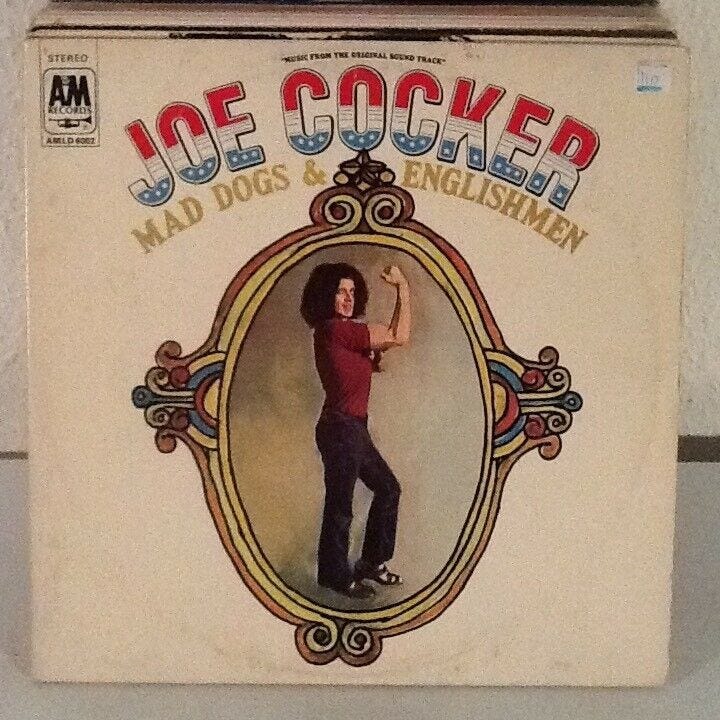 STEREO
"MUSIC FROM THE ORIGINAL SOUND TRACK"
A&M
RECORDS
AMLD 6002
JOE COCKER
MAD DOGS & ENGLISHMEN